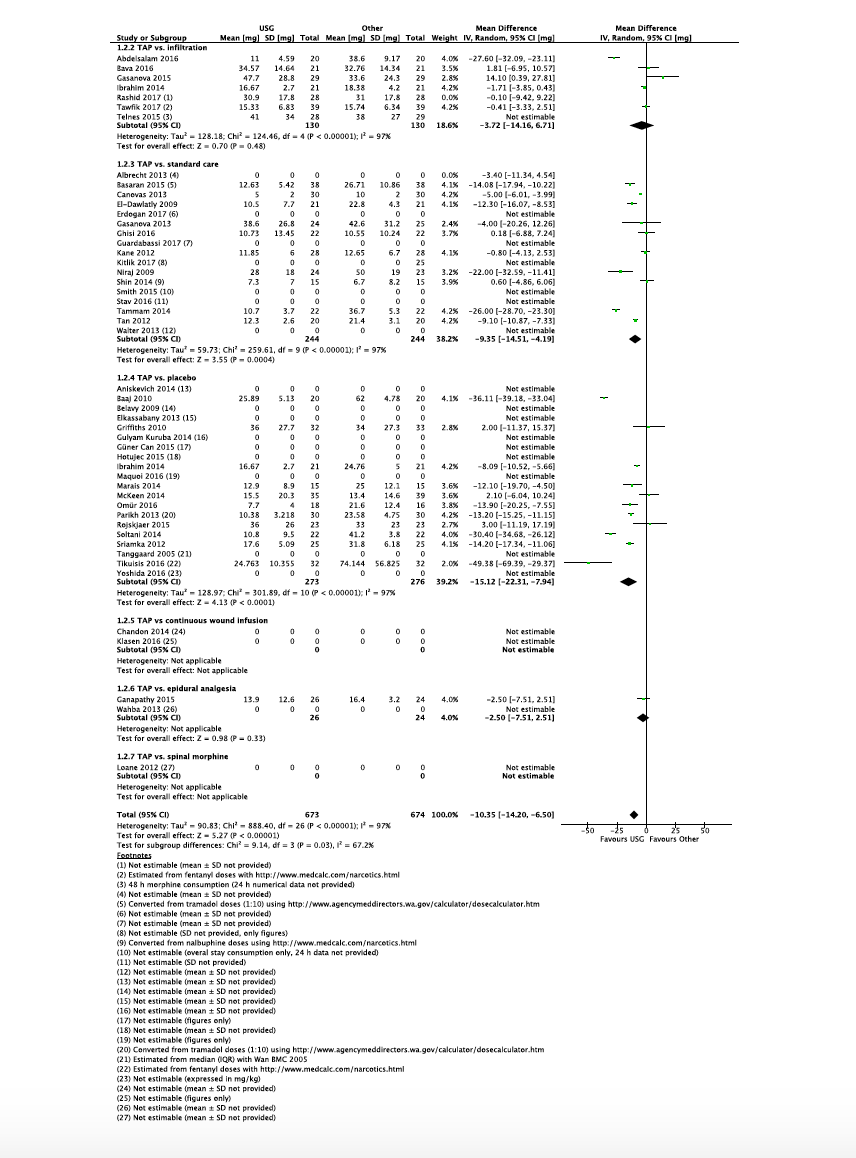 USG Other Mean Difference Mean Difference
Study or Subgroup Mean [mg] SD [mg] Total Mean [mg] SD [mg] Total Weight IV, Random, 95% CI [mg] IV, Random, 95% CI [mg]
1.2.2 TAP vs. infiltration
Abdelsalam 2016 11 4.59 20 38.6 9.17 20 4.0% −27.60 [−32.09, −23.11]
Bava 2016 34.57 14.64 21 32.76 14.34 21 3.5% 1.81 [−6.95, 10.57]
Gasanova 2015 47.7 28.8 29 33.6 24.3 29 2.8% 14.10 [0.39, 27.81]
Ibrahim 2014 16.67 2.7 21 18.38 4.2 21 4.2% −1.71 [−3.85, 0.43]
Rashid 2017 (1) 30.9 17.8 28 31 17.8 28 0.0% −0.10 [−9.42, 9.22]
Tawfik 2017 (2) 15.33 6.83 39 15.74 6.34 39 4.2% −0.41 [−3.33, 2.51]
Telnes 2015 (3) 41 34 28 38 27 29 Not estimable
Subtotal (95% CI) 130 130 18.6% −3.72 [−14.16, 6.71]
Heterogeneity: Tau² = 128.18; Chi² = 124.46, df = 4 (P < 0.00001); I² = 97%
Test for overall effect: Z = 0.70 (P = 0.48)
1.2.3 TAP vs. standard care
Albrecht 2013 (4) 0 0 0 0 0 0 0.0% −3.40 [−11.34, 4.54]
Basaran 2015 (5) 12.63 5.42 38 26.71 10.86 38 4.1% −14.08 [−17.94, −10.22]
Canovas 2013 5 2 30 10 2 30 4.2% −5.00 [−6.01, −3.99]
El−Dawlatly 2009 10.5 7.7 21 22.8 4.3 21 4.1% −12.30 [−16.07, −8.53]
Erdogan 2017 (6) 0 0 0 0 0 0 Not estimable
Gasanova 2013 38.6 26.8 24 42.6 31.2 25 2.4% −4.00 [−20.26, 12.26]
Ghisi 2016 10.73 13.45 22 10.55 10.24 22 3.7% 0.18 [−6.88, 7.24]
Guardabassi 2017 (7) 0 0 0 0 0 0 Not estimable
Kane 2012 11.85 6 28 12.65 6.7 28 4.1% −0.80 [−4.13, 2.53]
Kitlik 2017 (8) 0 0 0 0 0 25 Not estimable
Niraj 2009 28 18 24 50 19 23 3.2% −22.00 [−32.59, −11.41]
Shin 2014 (9) 7.3 7 15 6.7 8.2 15 3.9% 0.60 [−4.86, 6.06]
Smith 2015 (10) 0 0 0 0 0 0 Not estimable
Stav 2016 (11) 0 0 0 0 0 0 Not estimable
Tammam 2014 10.7 3.7 22 36.7 5.3 22 4.2% −26.00 [−28.70, −23.30]
Tan 2012 12.3 2.6 20 21.4 3.1 20 4.2% −9.10 [−10.87, −7.33]
Walter 2013 (12) 0 0 0 0 0 0 Not estimable
Subtotal (95% CI) 244 244 38.2% −9.35 [−14.51, −4.19]
Heterogeneity: Tau² = 59.73; Chi² = 259.61, df = 9 (P < 0.00001); I² = 97%
Test for overall effect: Z = 3.55 (P = 0.0004)
1.2.4 TAP vs. placebo
Aniskevich 2014 (13) 0 0 0 0 0 0 Not estimable
Baaj 2010 25.89 5.13 20 62 4.78 20 4.1% −36.11 [−39.18, −33.04]
Belavy 2009 (14) 0 0 0 0 0 0 Not estimable
Elkassabany 2013 (15) 0 0 0 0 0 0 Not estimable
Griffiths 2010 36 27.7 32 34 27.3 33 2.8% 2.00 [−11.37, 15.37]
Gulyam Kuruba 2014 (16) 0 0 0 0 0 0 Not estimable
Güner Can 2015 (17) 0 0 0 0 0 0 Not estimable
Hotujec 2015 (18) 0 0 0 0 0 0 Not estimable
Ibrahim 2014 16.67 2.7 21 24.76 5 21 4.2% −8.09 [−10.52, −5.66]
Maquoi 2016 (19) 0 0 0 0 0 0 Not estimable
Marais 2014 12.9 8.9 15 25 12.1 15 3.6% −12.10 [−19.70, −4.50]
McKeen 2014 15.5 20.3 35 13.4 14.6 39 3.6% 2.10 [−6.04, 10.24]
Omür 2016 7.7 4 18 21.6 12.4 16 3.7% −13.90 [−20.25, −7.55]
Parikh 2013 (20) 10.38 3.218 30 23.58 4.75 30 4.2% −13.20 [−15.25, −11.15]
Rojskjaer 2015 36 26 23 33 23 23 2.7% 3.00 [−11.19, 17.19]
Soltani 2014 10.8 9.5 22 41.2 3.8 22 4.1% −30.40 [−34.68, −26.12]
Sriamka 2012 17.6 5.09 25 31.8 6.18 25 4.1% −14.20 [−17.34, −11.06]
Tanggaard 2005 (21) 0 0 0 0 0 0 Not estimable
Tikuisis 2016 (22) 24.763 10.355 32 74.144 56.825 32 2.0% −49.38 [−69.39, −29.37]
Yoshida 2016 (23) 0 0 0 0 0 0 Not estimable
Subtotal (95% CI) 273 276 39.2% −15.12 [−22.31, −7.94]
Heterogeneity: Tau² = 128.97; Chi² = 301.89, df = 10 (P < 0.00001); I² = 97%
Test for overall effect: Z = 4.13 (P < 0.0001)
1.2.5 TAP vs continuous wound infusion
Chandon 2014 (24) 0 0 0 0 0 0 Not estimable
Klasen 2016 (25) 0 0 0 0 0 0 Not estimable
Subtotal (95% CI) 0 0 Not estimable
Heterogeneity: Not applicable
Test for overall effect: Not applicable
1.2.6 TAP vs. epidural analgesia
Ganapathy 2015 13.9 12.6 26 16.4 3.2 24 4.0% −2.50 [−7.51, 2.51]
Wahba 2013 (26) 0 0 0 0 0 0 Not estimable
Subtotal (95% CI) 26 24 4.0% −2.50 [−7.51, 2.51]
Heterogeneity: Not applicable
Test for overall effect: Z = 0.98 (P = 0.33)
1.2.7 TAP vs. spinal morphine
Loane 2012 (27) 0 0 0 0 0 0 Not estimable
Subtotal (95% CI) 0 0 Not estimable
Heterogeneity: Not applicable
Test for overall effect: Not applicable
Total (95% CI) 673 674 100.0% −10.35 [−14.20, −6.50]
Heterogeneity: Tau² = 90.83; Chi² = 888.40, df = 26 (P < 0.00001); I² = 97%
Test for overall effect: Z = 5.27 (P < 0.00001)
Test for subgroup differences: Chi² = 9.14, df = 3 (P = 0.03), I² = 67.2%
−50 −25 0 25 50
Favours USG Favours Other
Footnotes
(1) Not estimable (mean ± SD not provided)
(2) Estimated from fentanyl doses with http://www.medcalc.com/narcotics.html
(3) 48 h morphine consumption (24 h numerical data not provided)
(4) Not estimable (mean ± SD not provided)
(5) Converted from tramadol doses (1:10) using http://www.agencymeddirectors.wa.gov/calculator/dosecalculator.htm
(6) Not estimable (mean ± SD not provided)
(7) Not estimable (mean ± SD not provided)
(8) Not estimable (SD not provided, only figures)
(9) Converted from nalbuphine doses using http://www.medcalc.com/narcotics.html
(10) Not estimable (overal stay consumption only, 24 h data not provided)
(11) Not estimable (SD not provided)
(12) Not estimable (mean ± SD not provided)
(13) Not estimable (mean ± SD not provided)
(14) Not estimable (mean ± SD not provided)
(15) Not estimable (mean ± SD not provided)
(16) Not estimable (mean ± SD not provided)
(17) Not estimable (figures only)
(18) Not estimable (mean ± SD not provided)
(19) Not estimable (figures only)
(20) Converted from tramadol doses (1:10) using http://www.agencymeddirectors.wa.gov/calculator/dosecalculator.htm
(21) Estimated from median (IQR) with Wan BMC 2005
(22) Estimated from fentanyl doses with http://www.medcalc.com/narcotics.html
(23) Not estimable (expressed in mg/kg)
(24) Not estimable (mean ± SD not provided)
(25) Not estimable (figures only)
(26) Not estimable (mean ± SD not provided)
(27) Not estimable (mean ± SD not provided)